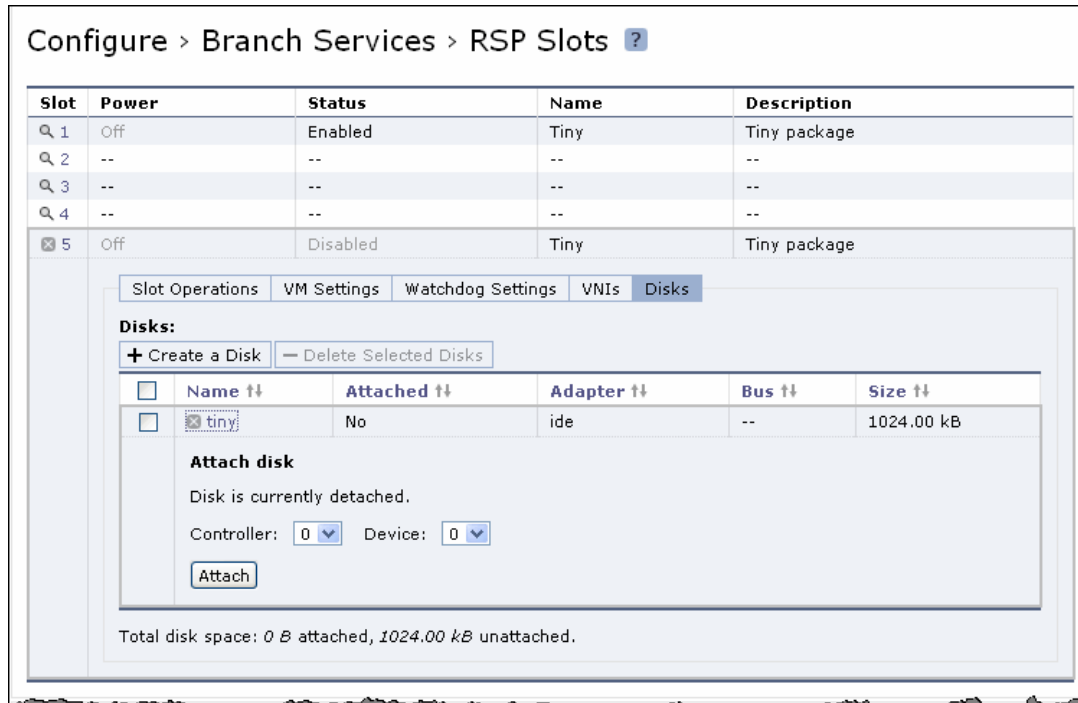 Configure > Branch Services > RSP Slots ?
Slot Power Status Name Description
1 Off Enabled Tiny Tiny package
2 -- -- -- --
3 -- -- -- --
4 -- -- -- --
5 Off Disabled Tiny Tiny package
Slot Operations VM Settings Watchdog Settings VNIs Disks
Disks:
+ Create a Disk − Delete Selected Disks
Name Attached Adapter Bus Size
tiny No ide -- 1024.00 kB
Attach disk
Disk is currently detached.
Controller: 0 Device: 0
Attach
Total disk space: 0 B attached, 1024.00 kB unattached.